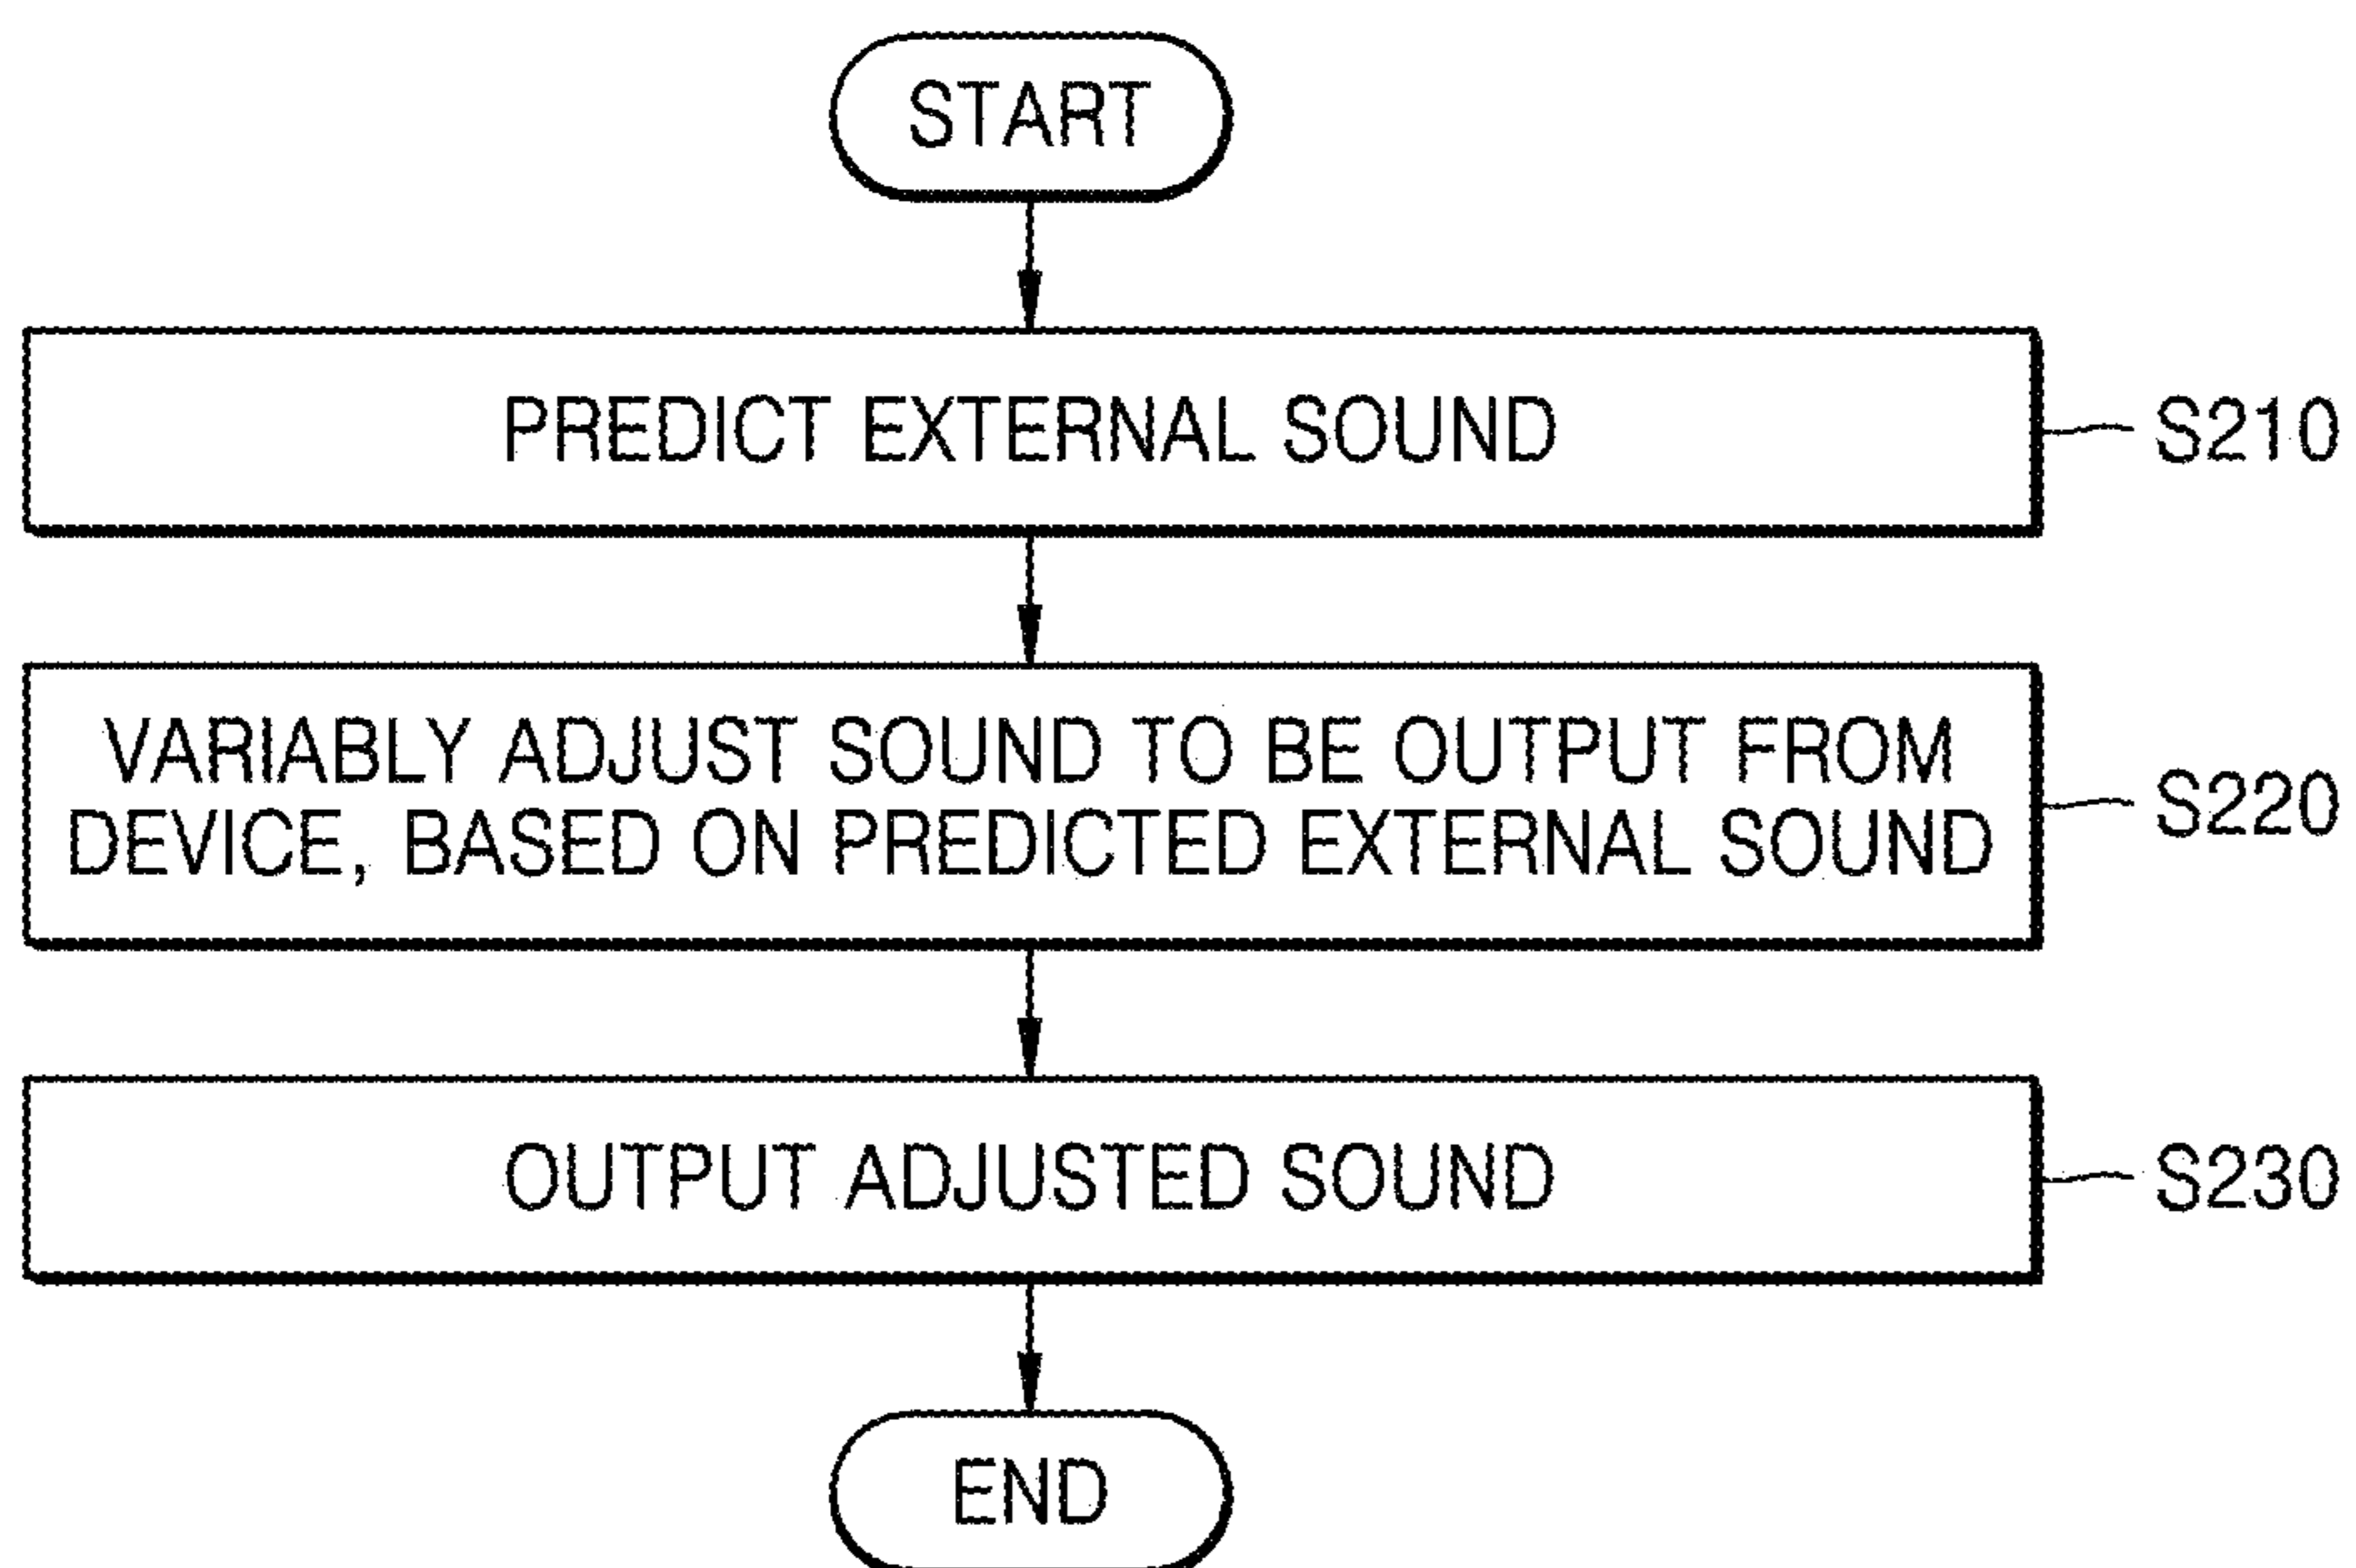 START
PREDICT EXTERNAL SOUND
S210
VARIABLY ADJUST SOUND TO BE OUTPUT FROM
DEVICE, BASED ON PREDICTED EXTERNAL SOUND
S220
OUTPUT ADJUSTED SOUND
S230
END